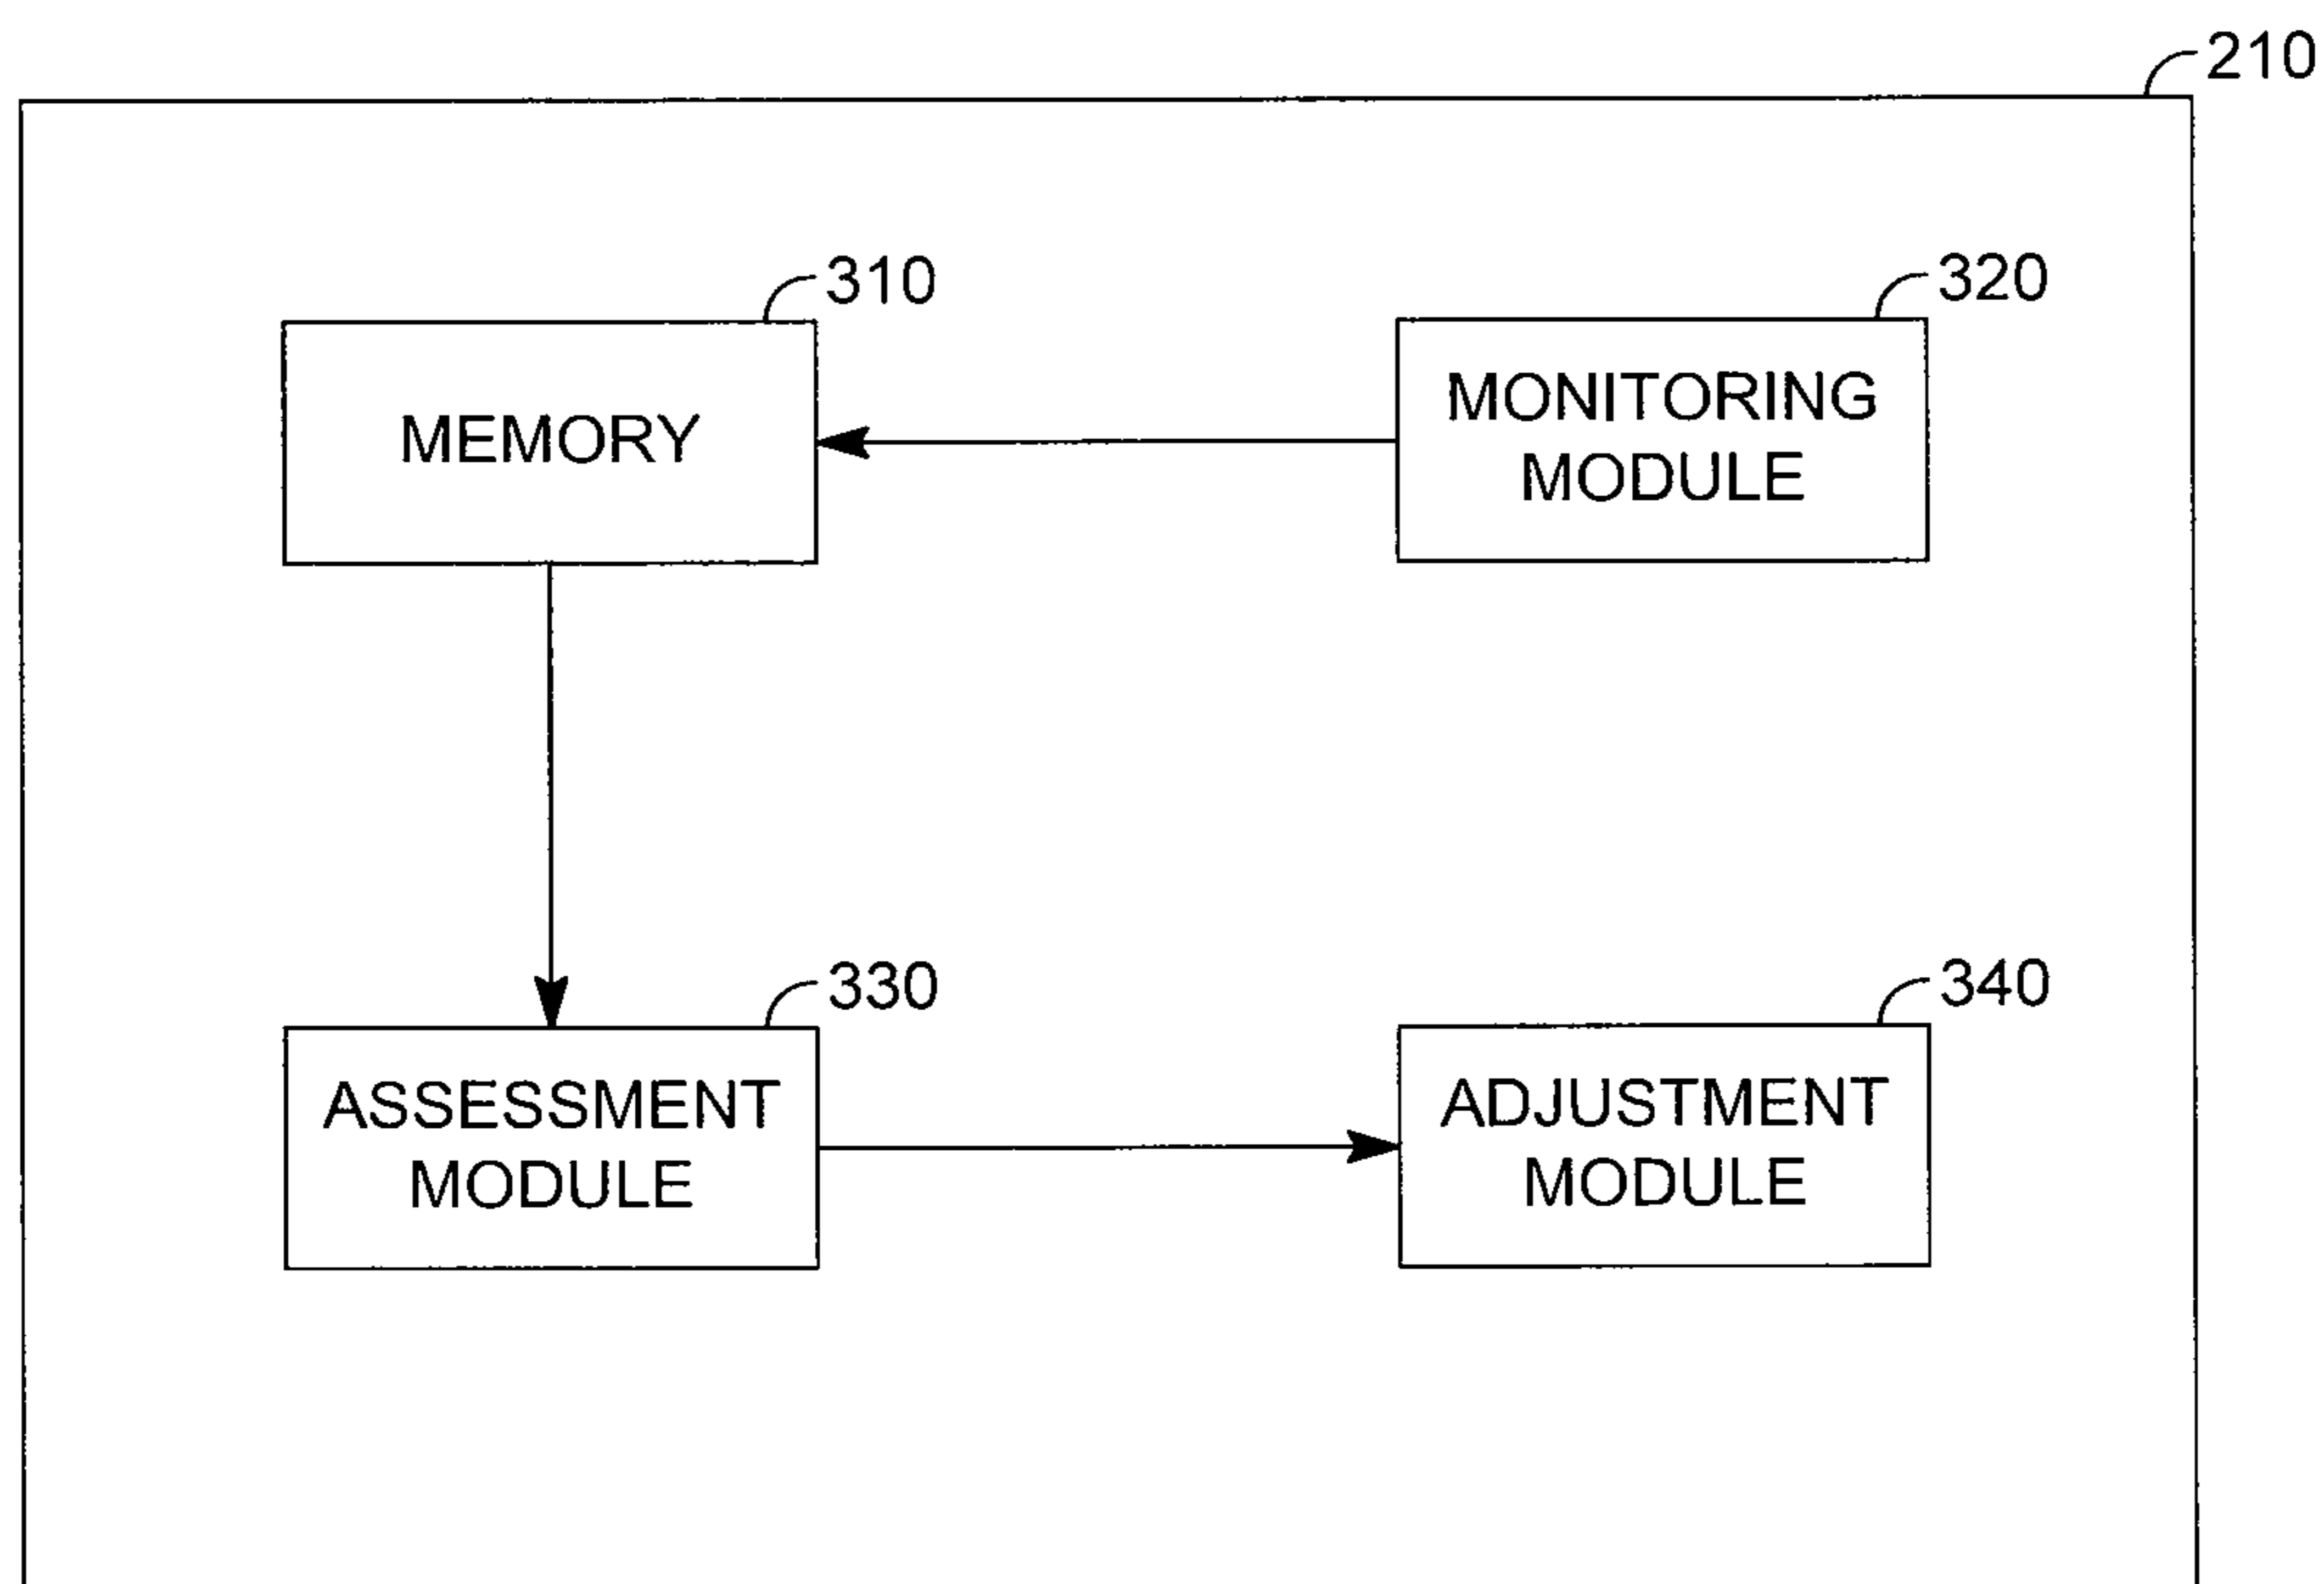 210
310
320
MEMORY
MONITORING
MODULE
330
340
ASSESSMENT
MODULE
ADJUSTMENT
MODULE